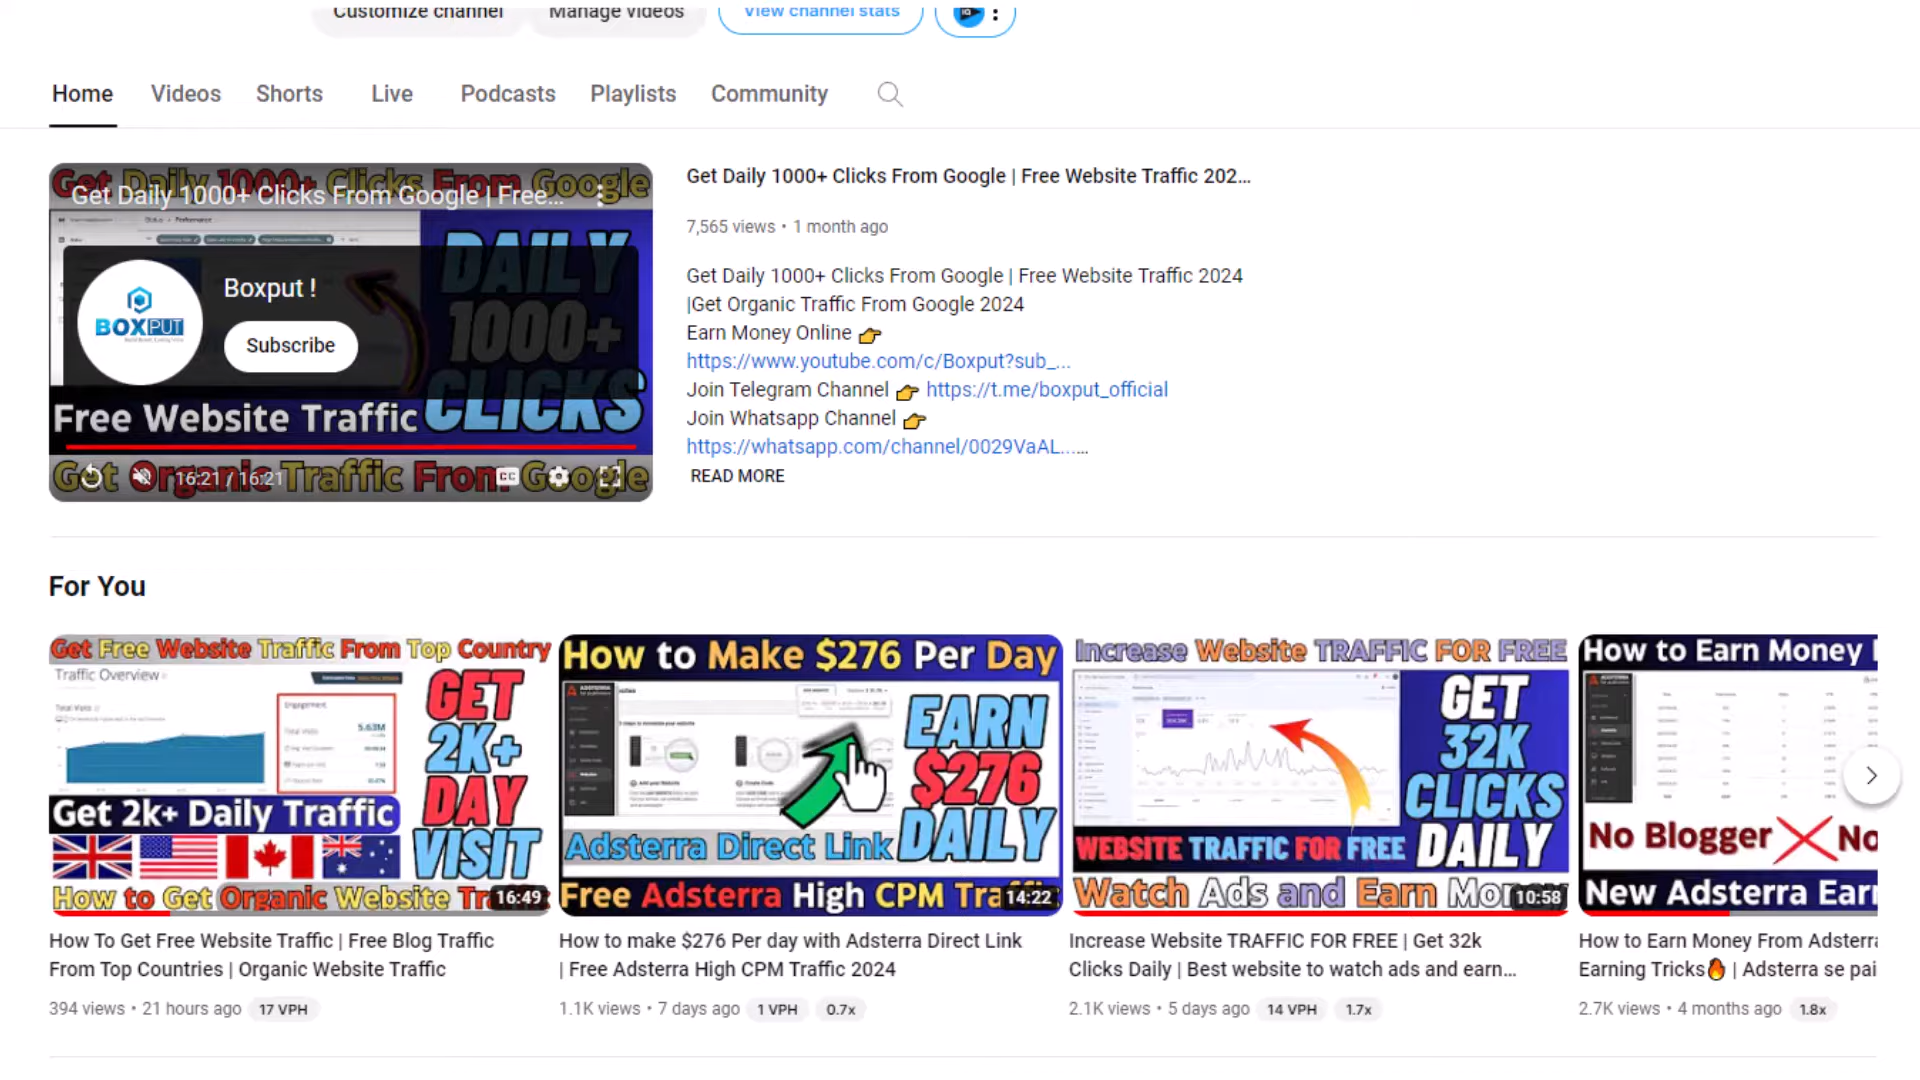 Customize channel
Manage videos
View channel stats
Home
Videos
Shorts
Live
Podcasts
Playlists
Community
Get Daily 1000+ Clicks From Google
Get Daily 1000+ Clicks From Google | Free...
DAILY
1000+
CLICKS
Boxput !
BOXPUT
Subscribe
Free Website Traffic
Get Organic Traffic From Google
16:21 / 16:21
CC
Get Daily 1000+ Clicks From Google | Free Website Traffic 202...
7,565 views • 1 month ago
Get Daily 1000+ Clicks From Google | Free Website Traffic 2024
|Get Organic Traffic From Google 2024
Earn Money Online 👉
https://www.youtube.com/c/Boxput?sub_...
Join Telegram Channel 👉 https://t.me/boxput_official
Join Whatsapp Channel 👉
https://whatsapp.com/channel/0029VaAL......
READ MORE
For You
Get Free Website Traffic From Top Country
Traffic Overview
Engagement
Total Visits
5.63M
GET
2K+
DAY
VISIT
Get 2k+ Daily Traffic
How to Get Organic Website
16:49
How to Make $276 Per Day
ADSTERRA
EARN
$276
DAILY
Adsterra Direct Link
Free Adsterra High CPM
14:22
Increase Website TRAFFIC FOR FREE
GET
32K
CLICKS
DAILY
WEBSITE TRAFFIC FOR FREE
Watch Ads and Earn
10:58
How to Earn Money
No Blogger
No
New Adsterra Earn
How To Get Free Website Traffic | Free Blog Traffic
From Top Countries | Organic Website Traffic
394 views • 21 hours ago
17 VPH
How to make $276 Per day with Adsterra Direct Link
| Free Adsterra High CPM Traffic 2024
1.1K views • 7 days ago
1 VPH
0.7x
Increase Website TRAFFIC FOR FREE | Get 32k
Clicks Daily | Best website to watch ads and earn...
2.1K views • 5 days ago
14 VPH
1.7x
How to Earn Money From Adsterra
Earning Tricks🔥 | Adsterra se pai
2.7K views • 4 months ago
1.8x